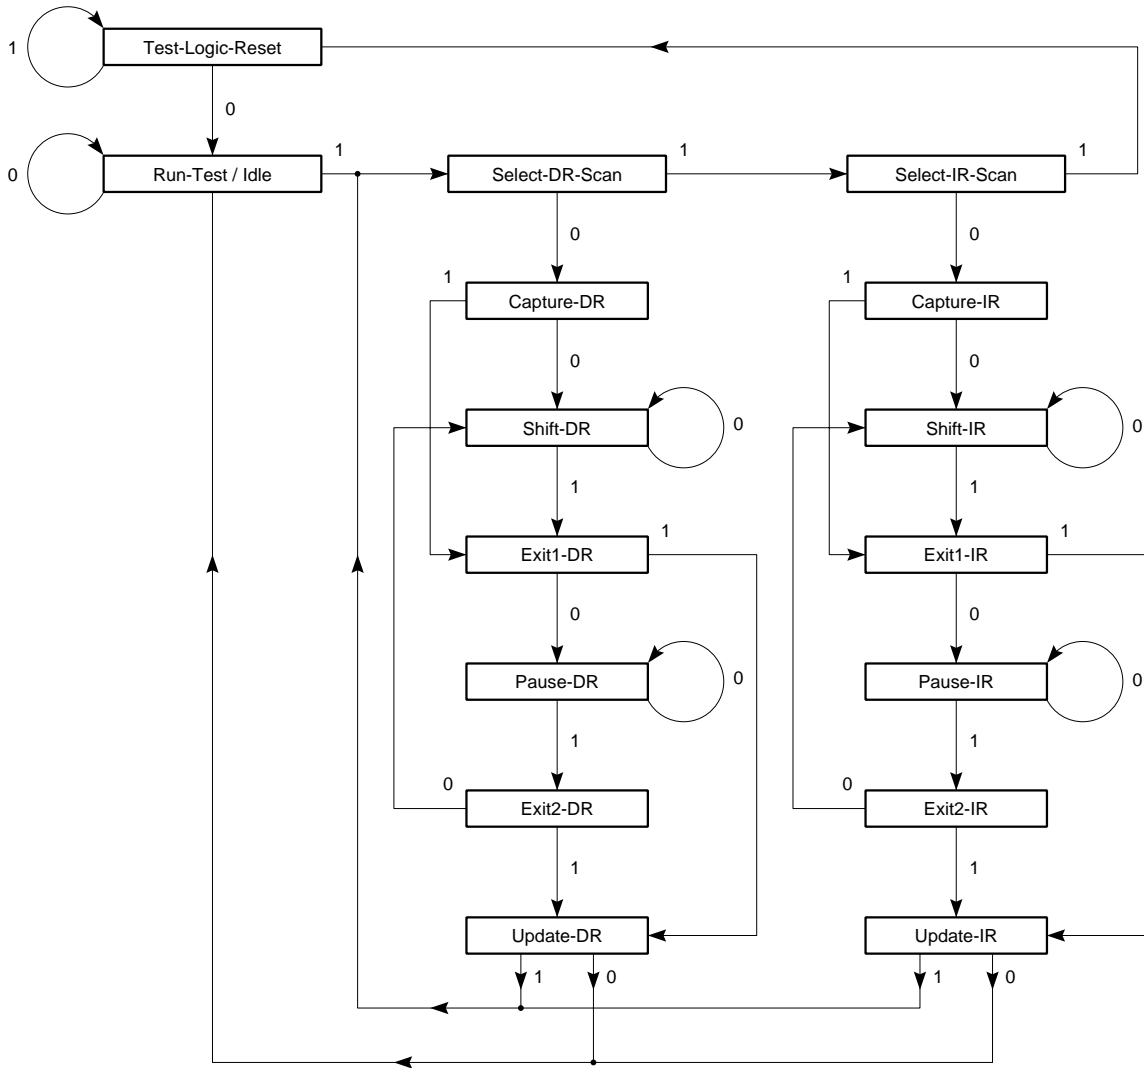 Test-Logic-Reset
1
0
Run-Test / Idle
1
Select-DR-Scan
1
Select-IR-Scan
1
0
0
0
1
Capture-DR
1
Capture-IR
0
0
Shift-DR
0
Shift-IR
0
1
1
Exit1-DR
1
Exit1-IR
1
0
0
Pause-DR
0
Pause-IR
0
1
1
0
Exit2-DR
0
Exit2-IR
1
1
Update-DR
Update-IR
1
0
1
0